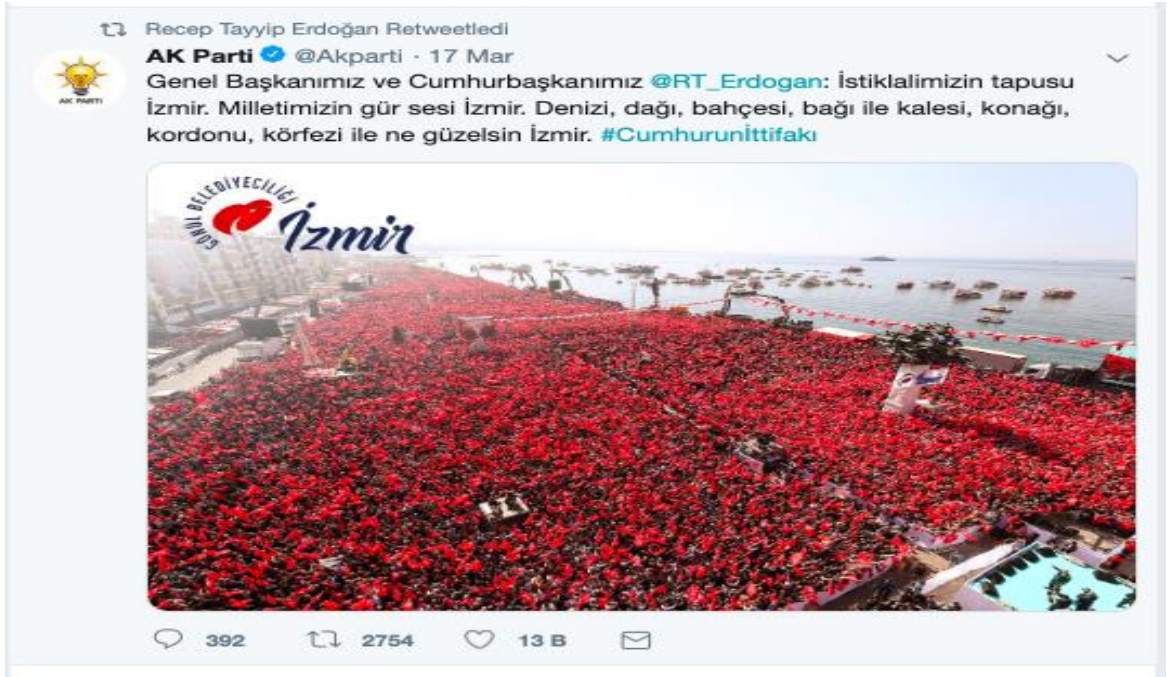 Recep Tayyip Erdoğan Retweetledi
AK Parti @Akparti · 17 Mar
Genel Başkanımız ve Cumhurbaşkanımız @RT_Erdogan: İstiklalimizin tapusu
İzmir. Milletimizin gür sesi İzmir. Denizi, dağı, bahçesi, bağı ile kalesi, konağı,
kordonu, körfezi ile ne güzelsin İzmir. #Cumhurunİttifakı
AK PARTİ
GÖNÜL BELEDİYECİLİĞİ
İzmir
392 2754 13 B